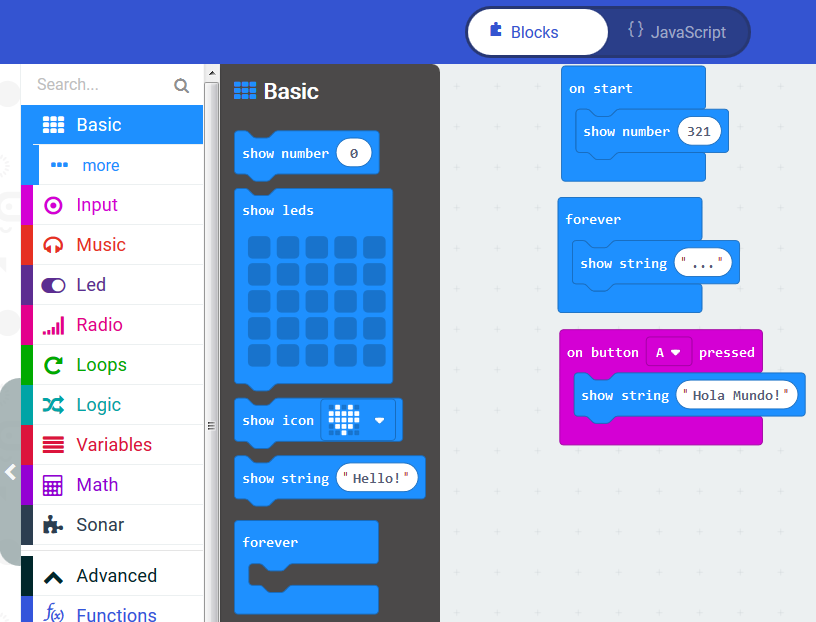 Blocks
{} JavaScript
Search...
Basic
more
Input
Music
Led
Radio
Loops
Logic
Variables
Math
Sonar
Advanced
f(x) Functions
Basic
show number 0
show leds
show icon
show string "Hello!"
forever
on start
show number 321
forever
show string "..."
on button A pressed
show string "Hola Mundo!"